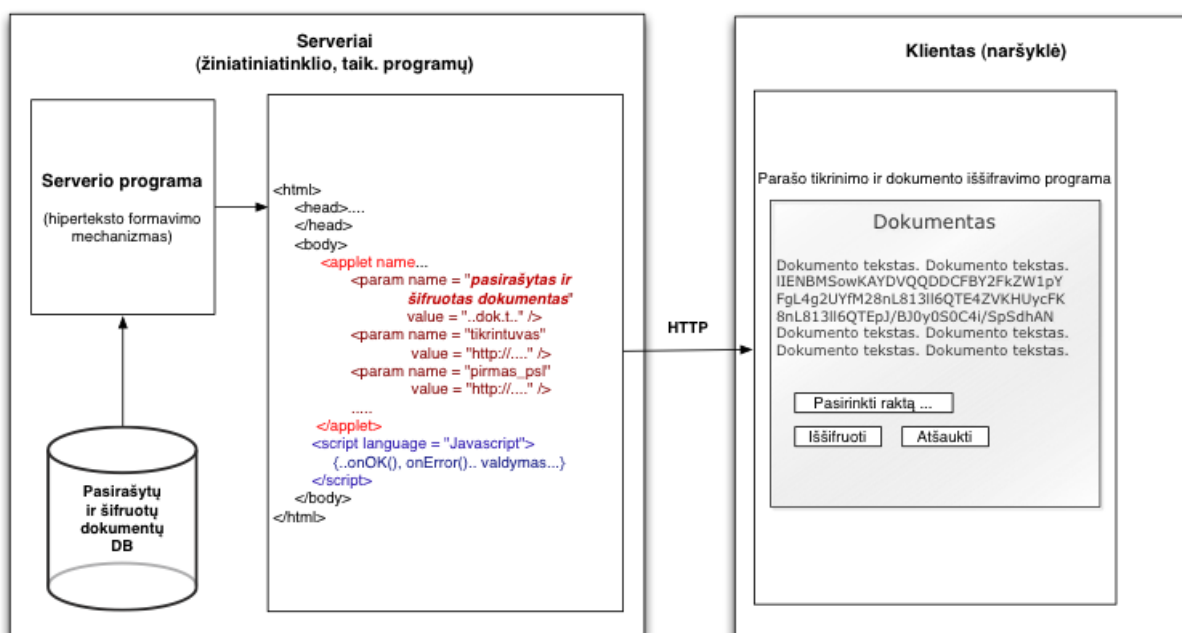 Serveriai
(žiniatiniatinklio, taik. programų)
Serverio programa
(hiperteksto formavimo
mechanizmas)
Pasirašytų
ir šifruotų
dokumentų
DB
<html>
<head>....
</head>
<body>
<applet name...
<param name = "pasirašytas ir
šifruotas dokumentas"
value = "..dok.t.." />
<param name = "tikrintuvas"
value = "http://...." />
<param name = "pirmas_psl"
value = "http://...." />
.....
</applet>
<script language = "Javascript">
{..onOK(), onError().. valdymas...}
</script>
</body>
</html>
HTTP
Klientas (naršyklė)
Parašo tikrinimo ir dokumento iššifravimo programa
Dokumentas
Dokumento tekstas. Dokumento tekstas.
lIENBMSowKAYDVQQDDCFBY2FkZW1pY
FgL4g2UYfM28nL813ll6QTE4ZVKHUycFK
8nL813ll6QTEpJ/BJ0y0S0C4i/SpSdhAN
Dokumento tekstas. Dokumento tekstas.
Dokumento tekstas. Dokumento tekstas.
Pasirinkti raktą ...
Iššifruoti
Atšaukti